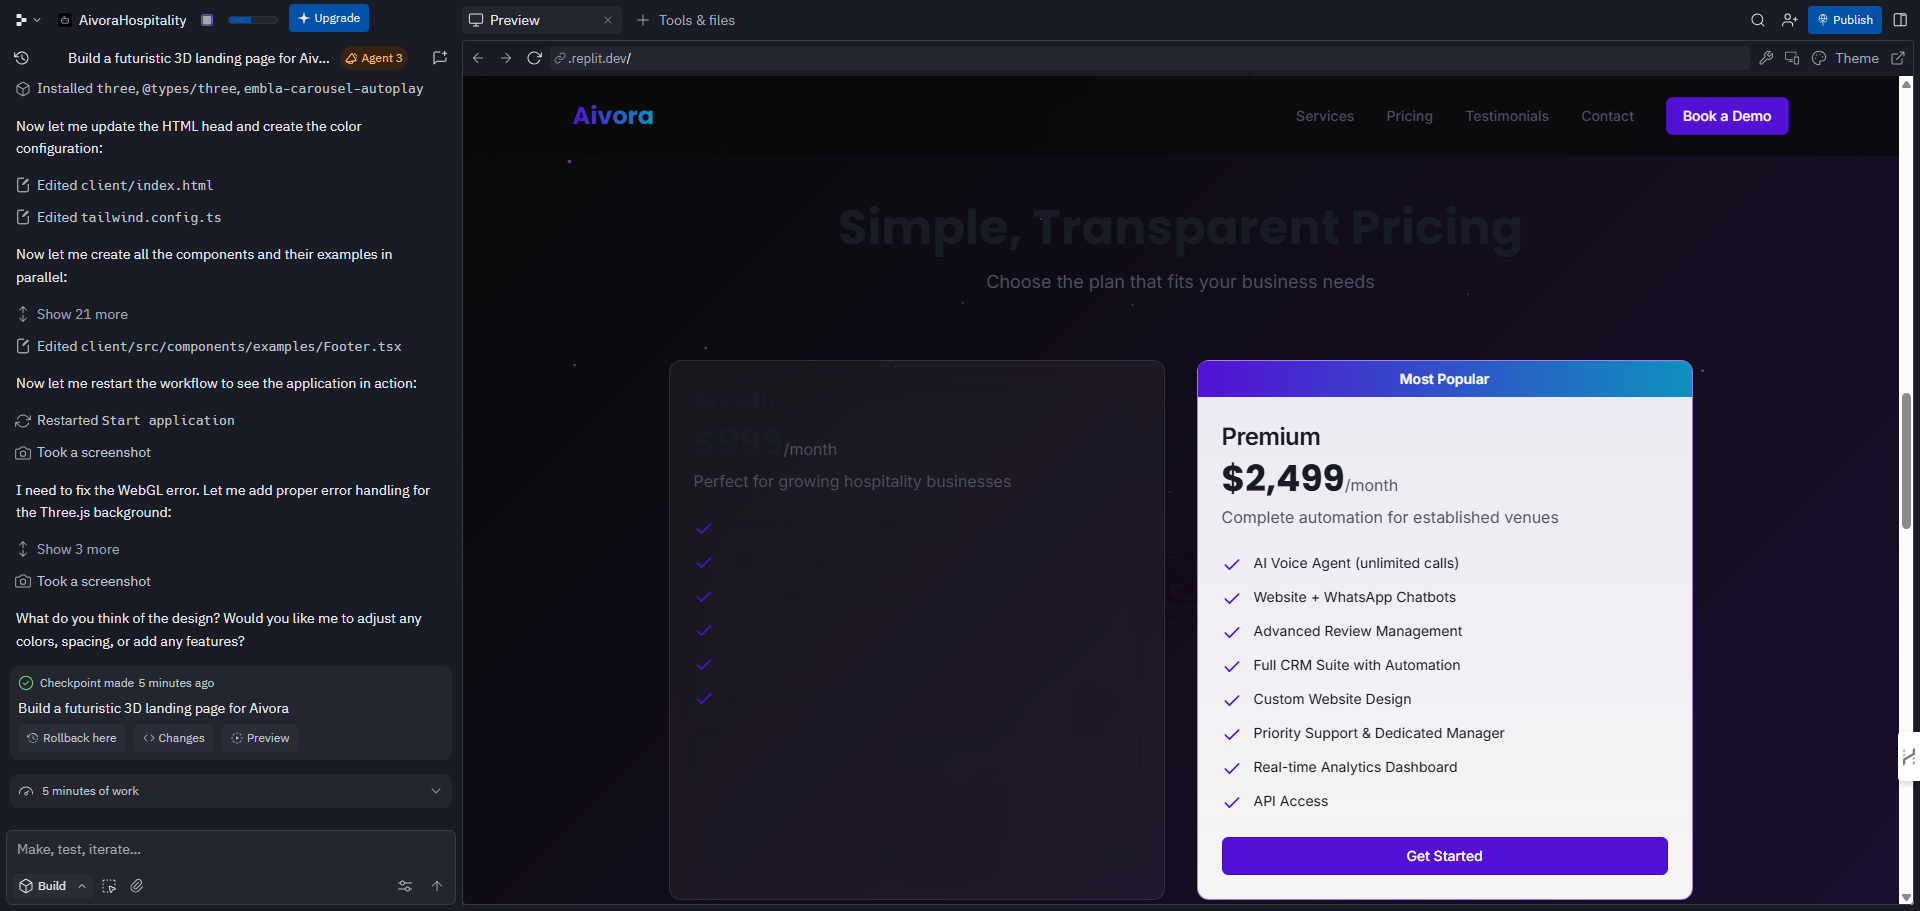 AivoraHospitality
Upgrade
Preview
Tools & files
Publish
Build a futuristic 3D landing page for Aiv...
Agent 3
.replit.dev/
Theme
Installed three, @types/three, embla-carousel-autoplay
Now let me update the HTML head and create the color
configuration:
Edited client/index.html
Edited tailwind.config.ts
Now let me create all the components and their examples in
parallel:
Show 21 more
Edited client/src/components/examples/Footer.tsx
Now let me restart the workflow to see the application in action:
Restarted Start application
Took a screenshot
I need to fix the WebGL error. Let me add proper error handling for
the Three.js background:
Show 3 more
Took a screenshot
What do you think of the design? Would you like me to adjust any
colors, spacing, or add any features?
Checkpoint made 5 minutes ago
Build a futuristic 3D landing page for Aivora
Rollback here
Changes
Preview
5 minutes of work
Make, test, iterate...
Build
Aivora
Services
Pricing
Testimonials
Contact
Book a Demo
Simple, Transparent Pricing
Choose the plan that fits your business needs
Growth
$999/month
Perfect for growing hospitality businesses
Most Popular
Premium
$2,499/month
Complete automation for established venues
AI Voice Agent (unlimited calls)
Website + WhatsApp Chatbots
Advanced Review Management
Full CRM Suite with Automation
Custom Website Design
Priority Support & Dedicated Manager
Real-time Analytics Dashboard
API Access
Get Started